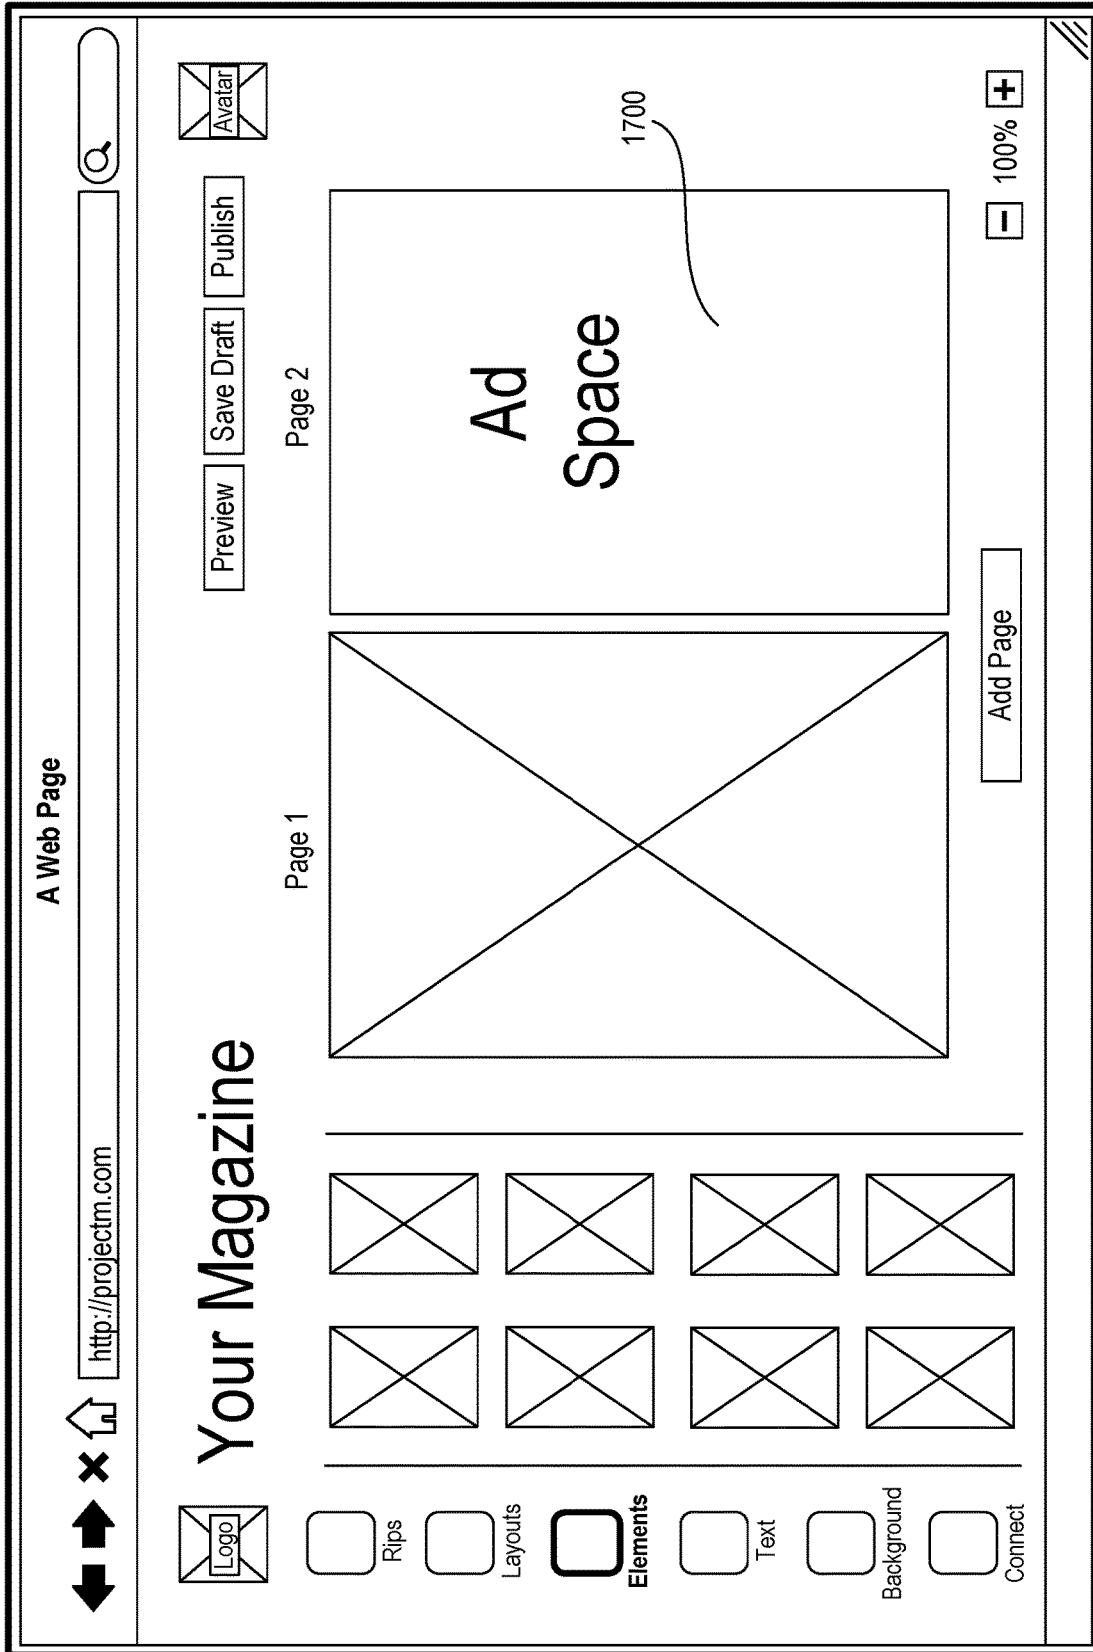 A Web Page
http://projectm.com
Logo
Your Magazine
Avatar
Preview
Save Draft
Publish
Page 1
Page 2
Rips
Layouts
Elements
Text
Background
Connect
Ad
Space
1700
Add Page
100%